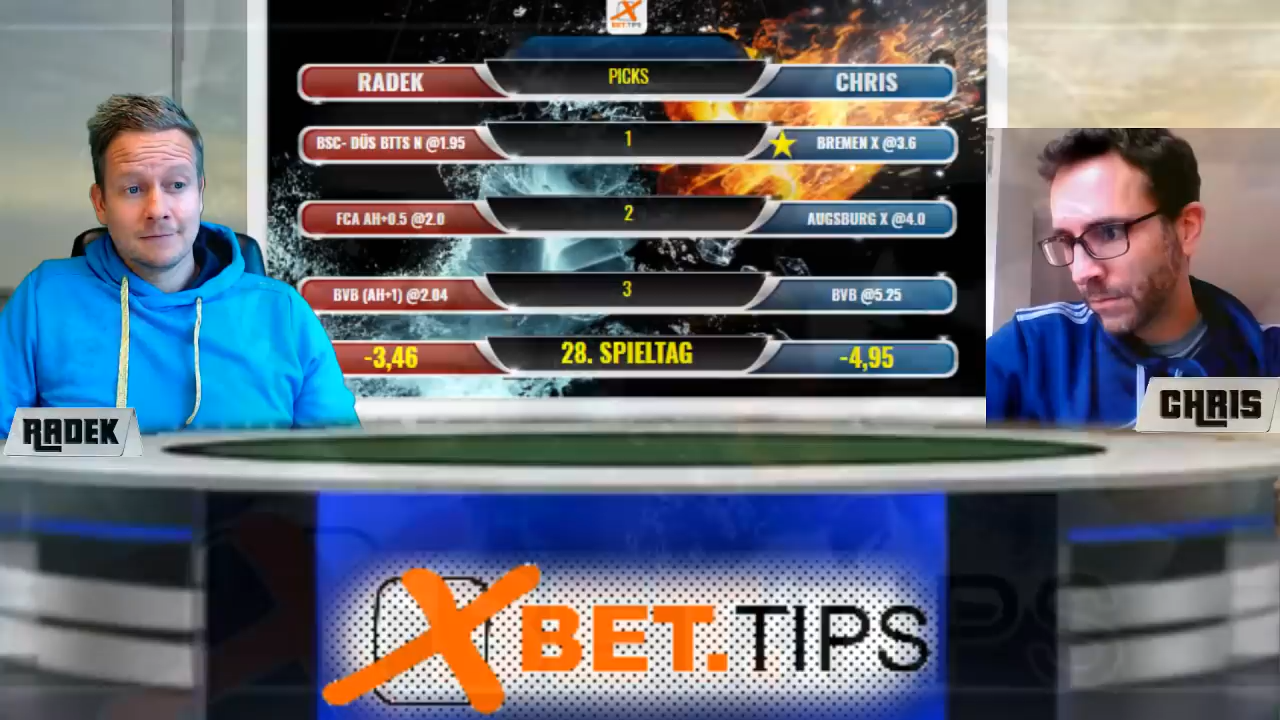 BET.TIPS
RADEK PICKS CHRIS
BSC- DÜS BTTS N @1.95 1 BREMEN X @3.6
FCA AH+0.5 @2.0 2 AUGSBURG X @4.0
BVB (AH+1) @2.04 3 BVB @5.25
-3,46 28. SPIELTAG -4,95
RADEK
CHRIS
XBET.TIPS